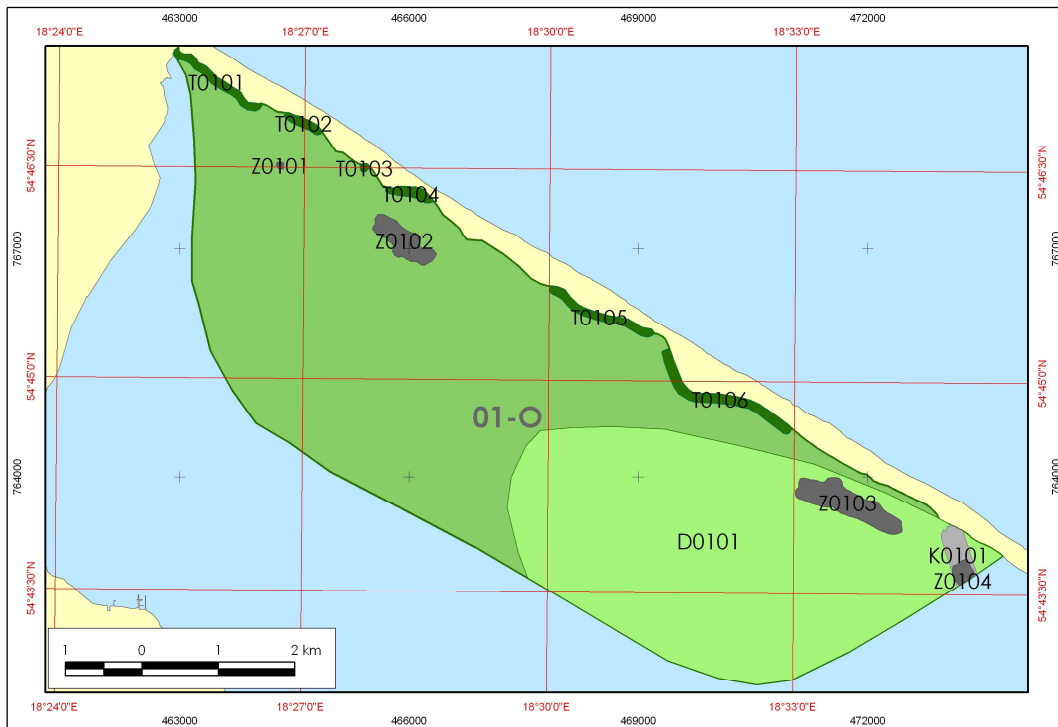 463000 466000 469000 472000
18°24'0"E 18°27'0"E 18°30'0"E 18°33'0"E
T0101
T0102
54°46'30"N Z0101 T0103 54°46'30"N
T0104
767000 Z0102 767000
T0105
54°45'0"N 54°45'0"N
T0106
01-O
764000 764000
Z0103
D0101
K0101
Z0104
54°43'30"N 54°43'30"N
1 0 1 2 km
18°24'0"E 18°27'0"E 18°30'0"E 18°33'0"E
463000 466000 469000 472000